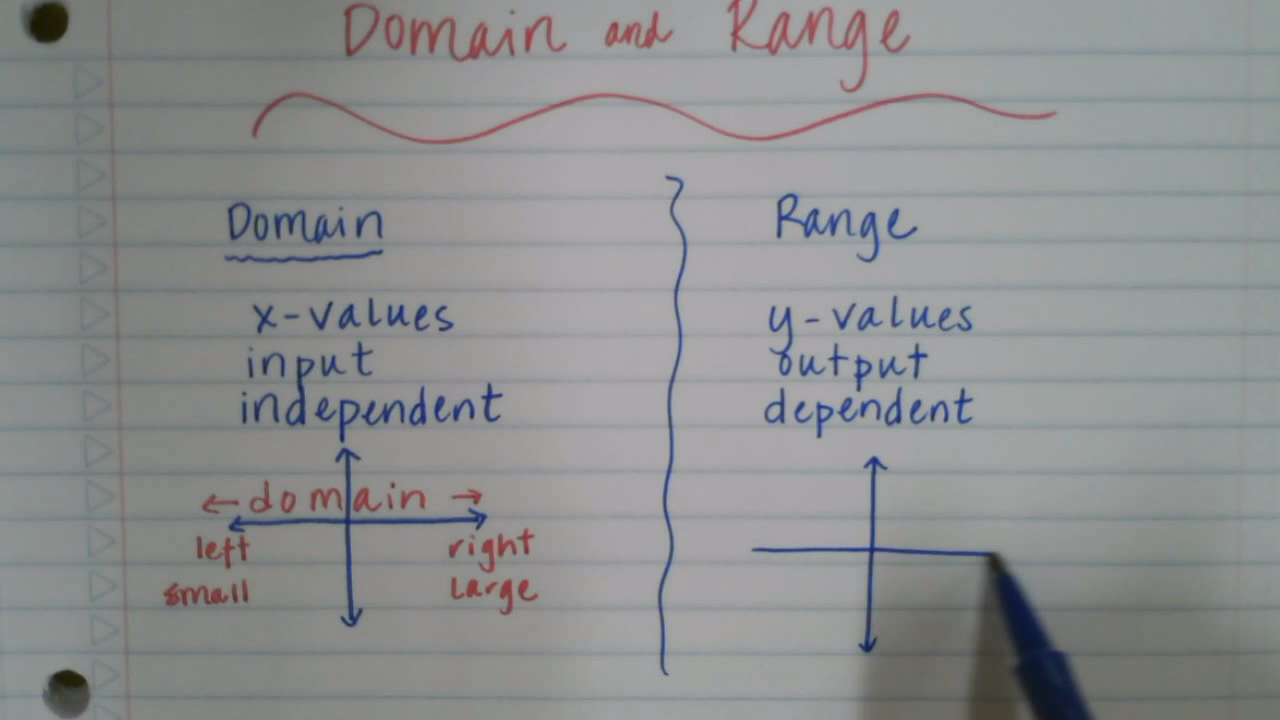 Domain and Range
Domain
x-values
input
independent
← domain →
left right
small large
Range
y-values
output
dependent